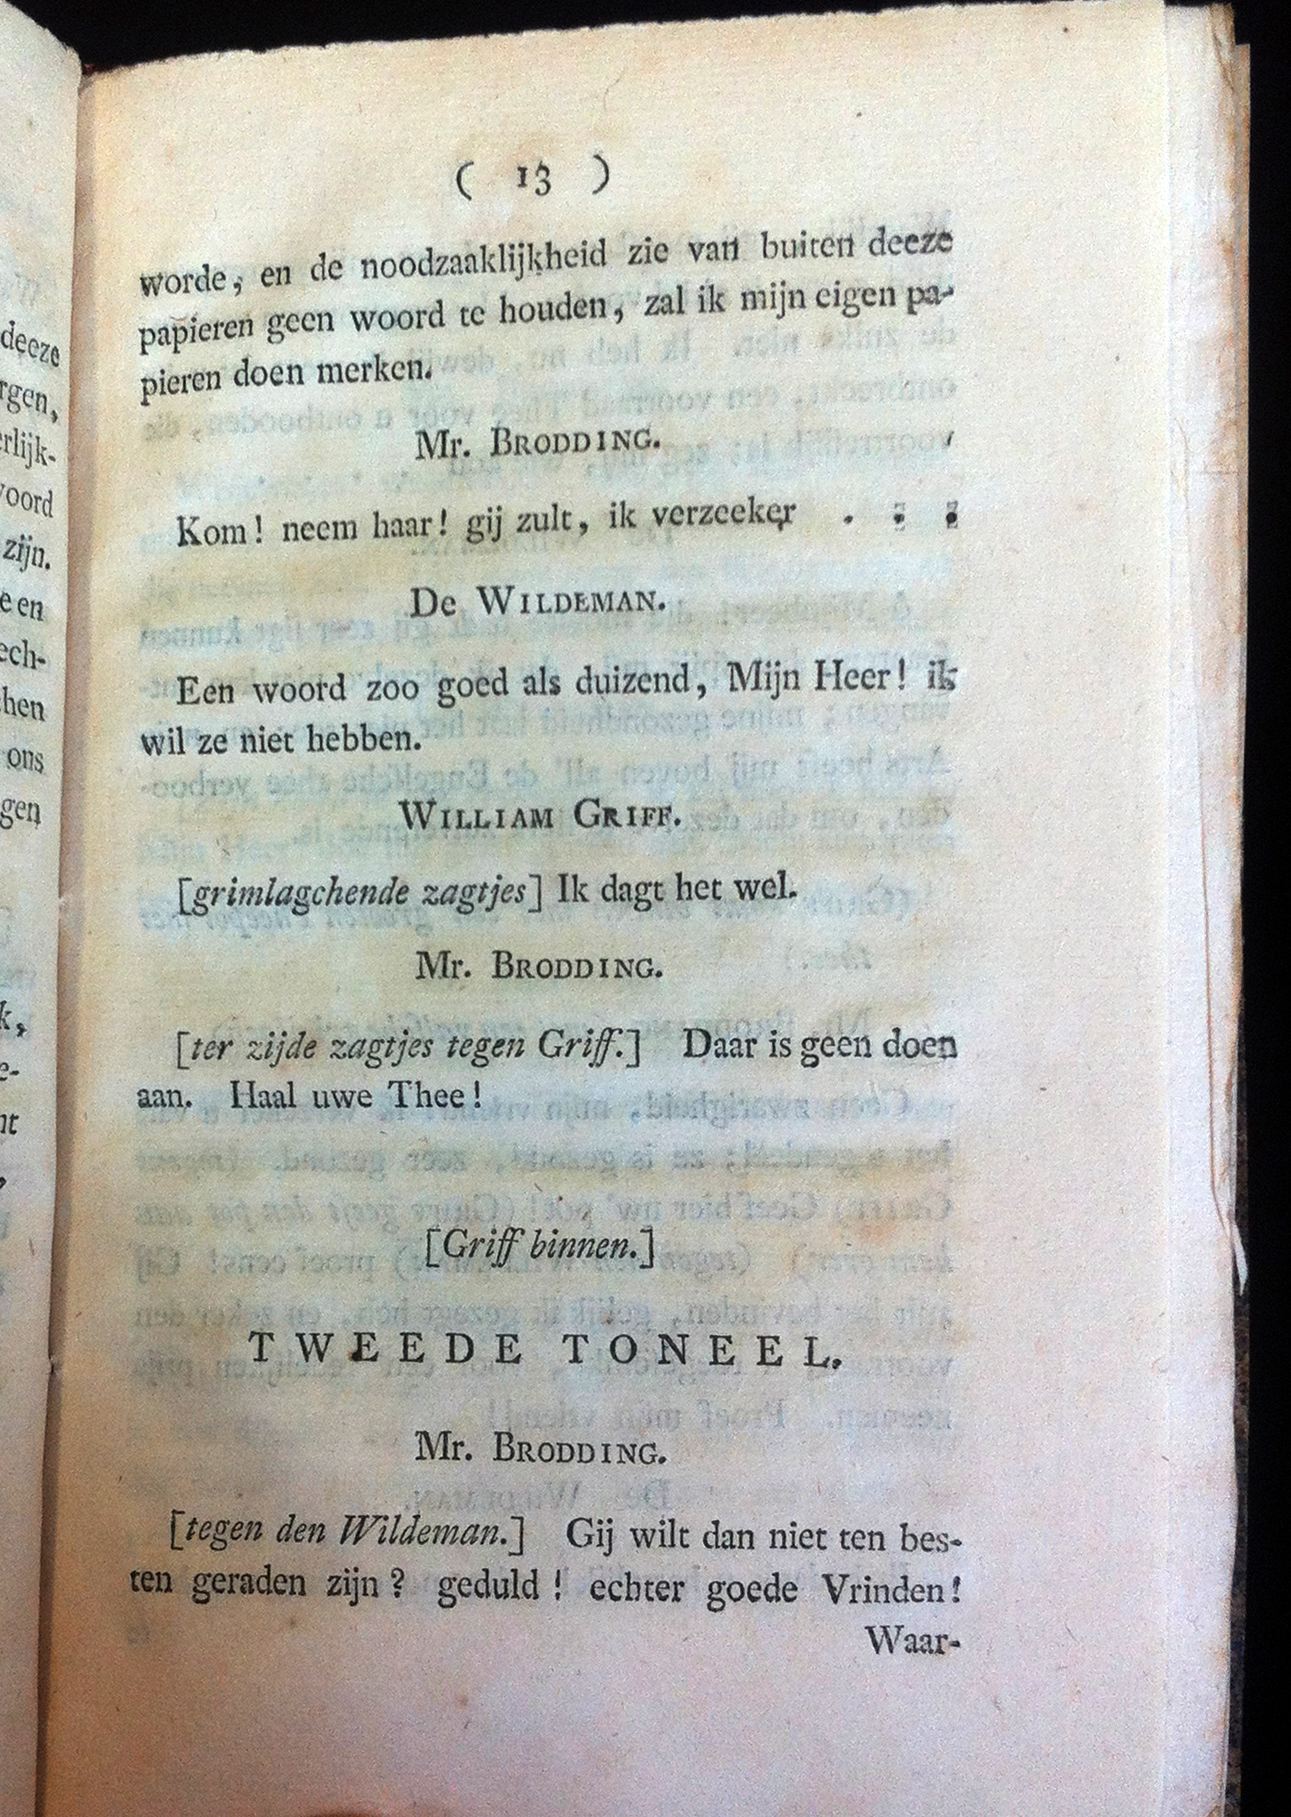 ( 13 )
worde, en de noodzaaklijkheid zie van buiten deeze
papieren geen woord te houden, zal ik mijn eigen pa-
pieren doen merken.
Mr. BRODDING.
Kom! neem haar! gij zult, ik verzeeker . . .
De WILDEMAN.
Een woord zoo goed als duizend, Mijn Heer! ik
wil ze niet hebben.
WILLIAM GRIFF.
[grimlagchende zagtjes] Ik dagt het wel.
Mr. BRODDING.
[ter zijde zagtjes tegen Griff.] Daar is geen doen
aan. Haal uwe Thee!
[Griff binnen.]
TWEEDE TONEEL.
Mr. BRODDING.
[tegen den Wildeman.] Gij wilt dan niet ten bes-
ten geraden zijn? geduld! echter goede Vrinden!
Waar-